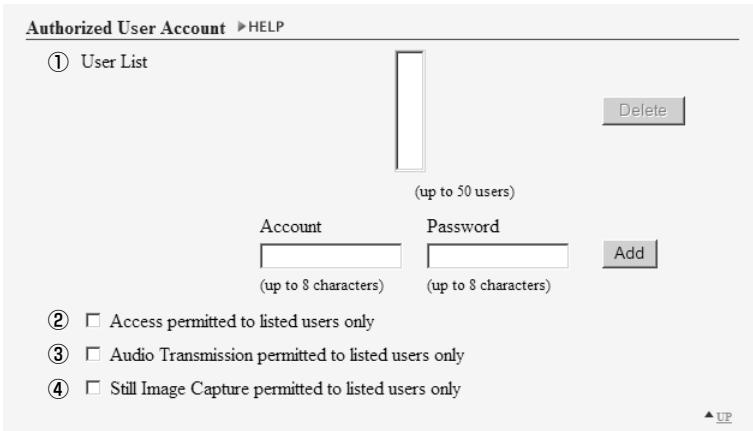 Authorized User Account ▶HELP
① User List
Delete
(up to 50 users)
Account Password
Add
(up to 8 characters) (up to 8 characters)
② Access permitted to listed users only
③ Audio Transmission permitted to listed users only
④ Still Image Capture permitted to listed users only
▲UP